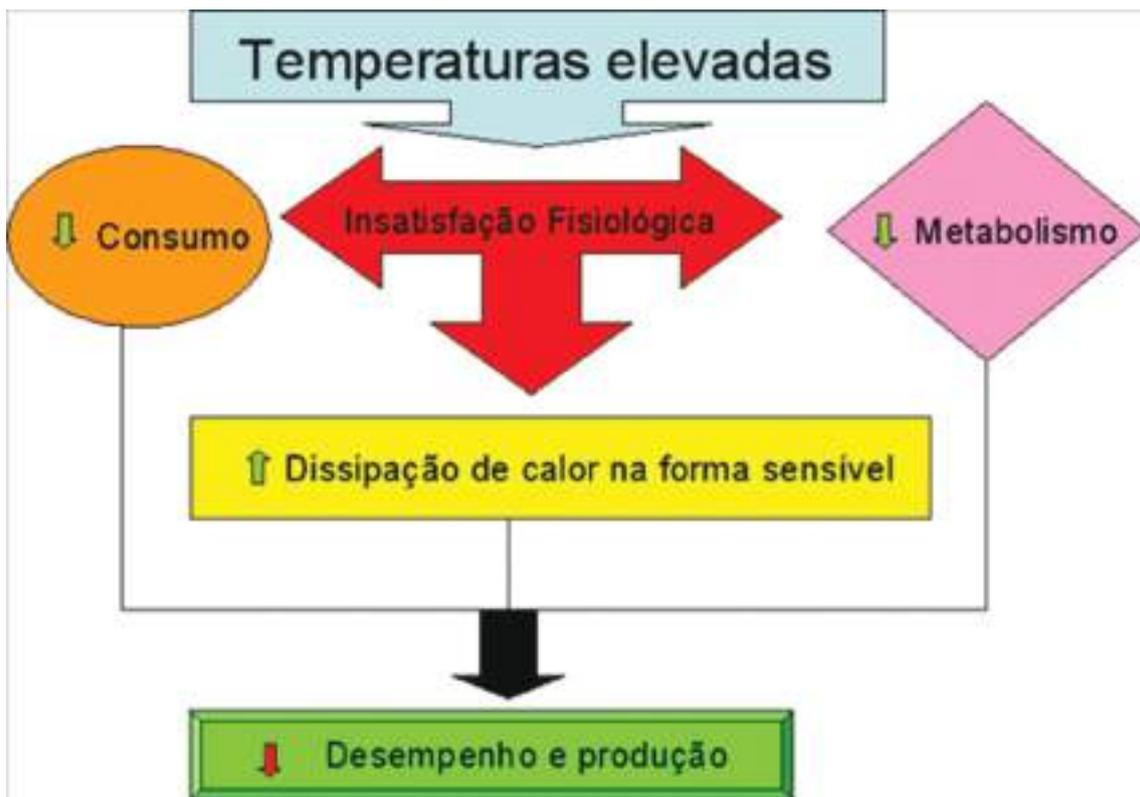 Temperaturas elevadas
Insatisfação Fisiológica
Consumo
Metabolismo
Dissipação de calor na forma sensível
Desempenho e produção